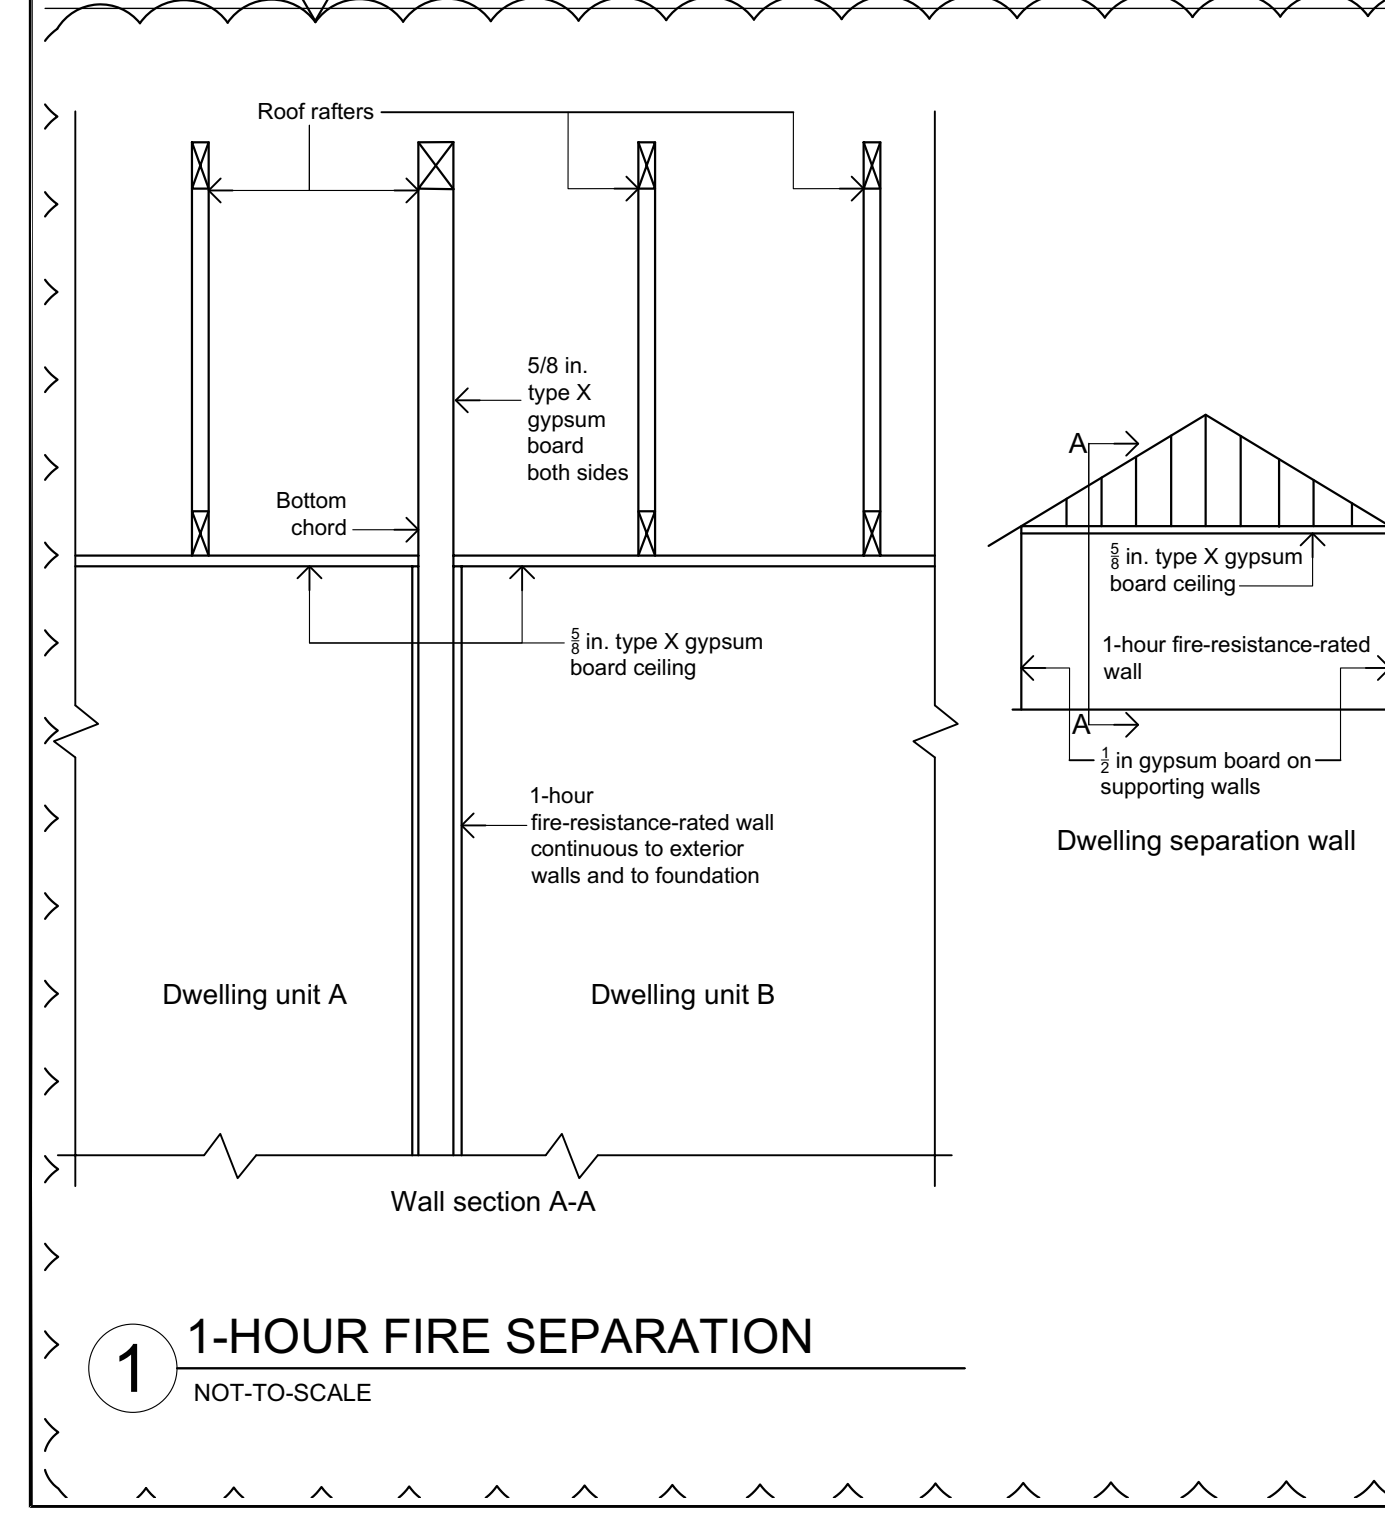 Roof rafters
5/8 in.
type X
gypsum
board
both sides
Bottom
chord
5/8 in. type X gypsum
board ceiling
1-hour
fire-resistance-rated wall
continuous to exterior
walls and to foundation
Dwelling unit A
Dwelling unit B
Wall section A-A
A
5/8 in. type X gypsum
board ceiling
1-hour fire-resistance-rated
wall
A
1/2 in gypsum board on
supporting walls
Dwelling separation wall
1
1-HOUR FIRE SEPARATION
NOT-TO-SCALE